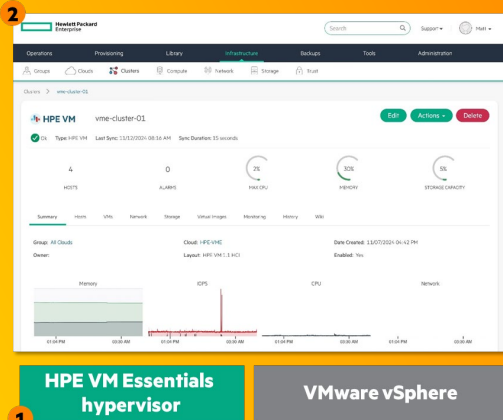 2
Hewlett Packard
Enterprise
Search
Support
Matt
Operations Provisioning Library Infrastructure Backups Tools Administration
Groups Clouds Clusters Compute Network Storage Trust
Clusters > vme-cluster-01
HPE VM vme-cluster-01 Edit Actions Delete
Ok Type: HPE VM Last Sync: 11/12/2024 08:36 AM Sync Duration: 15 seconds
4 0 2% 30% 5%
HOSTS ALARMS MAX CPU MEMORY STORAGE CAPACITY
Summary Hosts VMs Network Storage Virtual Images Monitoring History Wiki
Group: All Clouds Cloud: HPE-VME Date Created: 11/07/2024 04:42 PM
Owner: Layout: HPE VM 1.1 HCI Enabled: Yes
Memory IOPS CPU Network
01:04 PM 03:30 AM 01:04 PM 03:30 AM 01:04 PM 03:30 AM 01:04 PM 03:30 AM
HPE VM Essentials
hypervisor
VMware vSphere
1